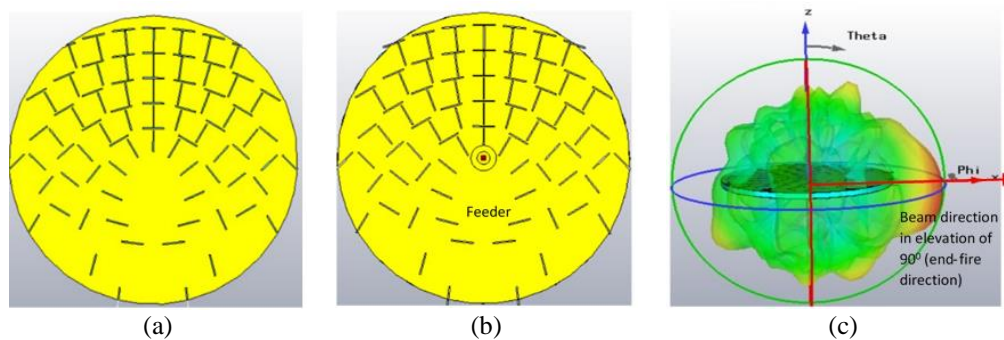 Feeder
z
Theta
Phi
x
Beam direction
in elevation of
90⁰ (end-fire
direction)
(a)
(b)
(c)